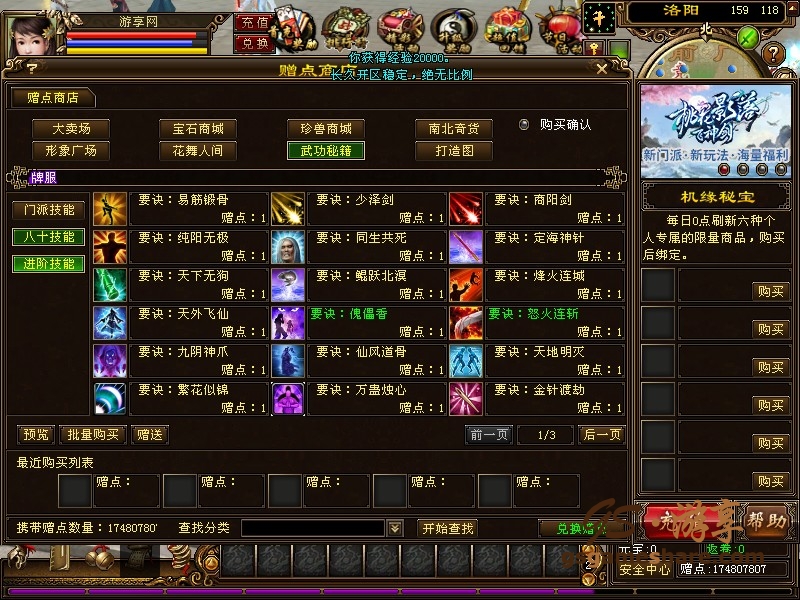 游享网
充值
兑换
洛阳 159 118
北
你获得经验20000。
长久开区稳定，绝无比例
赠点商店
赠点商店
大卖场 宝石商城 珍兽商城 南北奇货 购买确认
形象广场 花舞人间 武功秘籍 打造图
牌服
门派技能
八十技能
进阶技能
要诀：易筋锻骨 要诀：少泽剑 要诀：商阳剑
赠点：1 赠点：1 赠点：1
要诀：纯阳无极 要诀：同生共死 要诀：定海神针
赠点：1 赠点：1 赠点：1
要诀：天下无狗 要诀：鲲跃北溟 要诀：烽火连城
赠点：1 赠点：1 赠点：1
要诀：天外飞仙 要诀：傀儡香 要诀：怒火连斩
赠点：1 赠点：1 赠点：1
要诀：九阴神爪 要诀：仙风道骨 要诀：天地明灭
赠点：1 赠点：1 赠点：1
要诀：繁花似锦 要诀：万蛊烛心 要诀：金针渡劫
赠点：1 赠点：1 赠点：1
预览 批量购买 赠送 前一页 1/3 后一页
最近购买列表
赠点： 赠点： 赠点： 赠点： 赠点：
携带赠点数量：17480780 查找分类 开始查找 兑换赠点
新门派·新玩法·海量福利
机缘秘宝
每日0点刷新六种个
人专属的限量商品，购买
后绑定。
购买
购买
购买
购买
购买
购买
帮助
元宝:0
安全中心 赠点:174807807